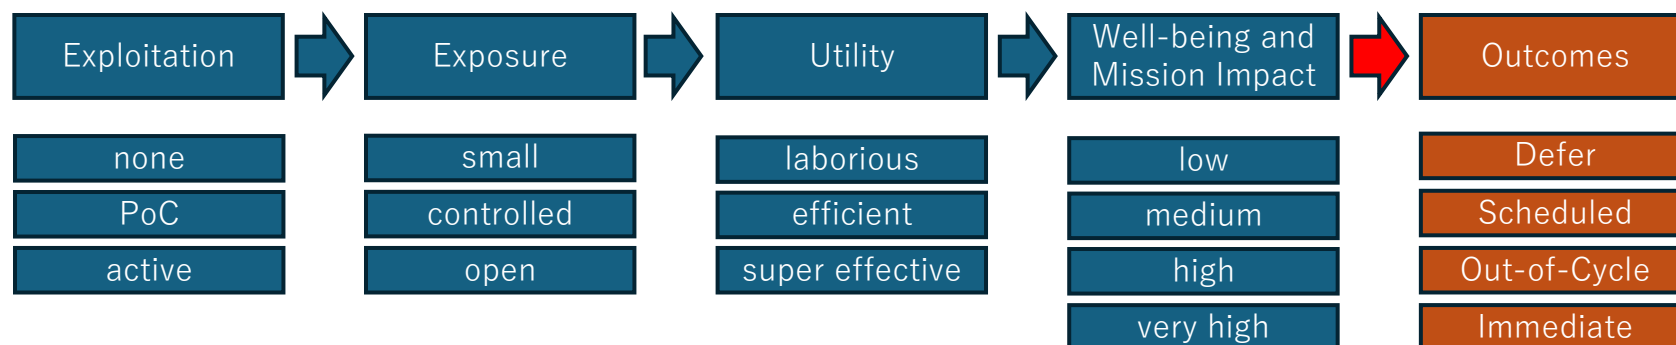 Exploitation
Exposure
Utility
Well-being and
Mission Impact
Outcomes
none
small
laborious
low
Defer
PoC
controlled
efficient
medium
Scheduled
active
open
super effective
high
Out-of-Cycle
very high
Immediate